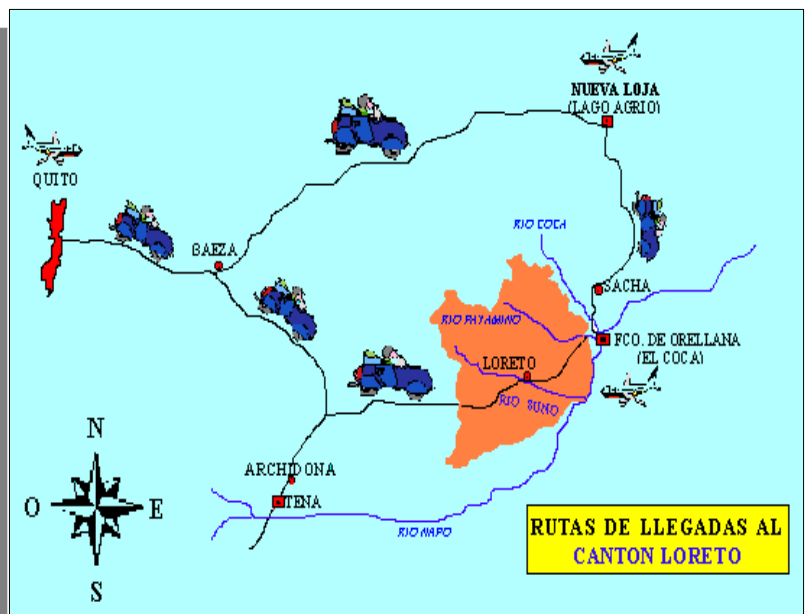 NUEVA LOJA
(LAGO AGRIO)
QUITO
RIO COCA
BAEZA
SACHA
RIO PAYAMINO
FCO. DE ORELLANA
(EL COCA)
LORETO
RIO SUNO
N
ARCHIDONA
O
E
TENA
RIO NAPO
S
RUTAS DE LLEGADAS AL
CANTON LORETO